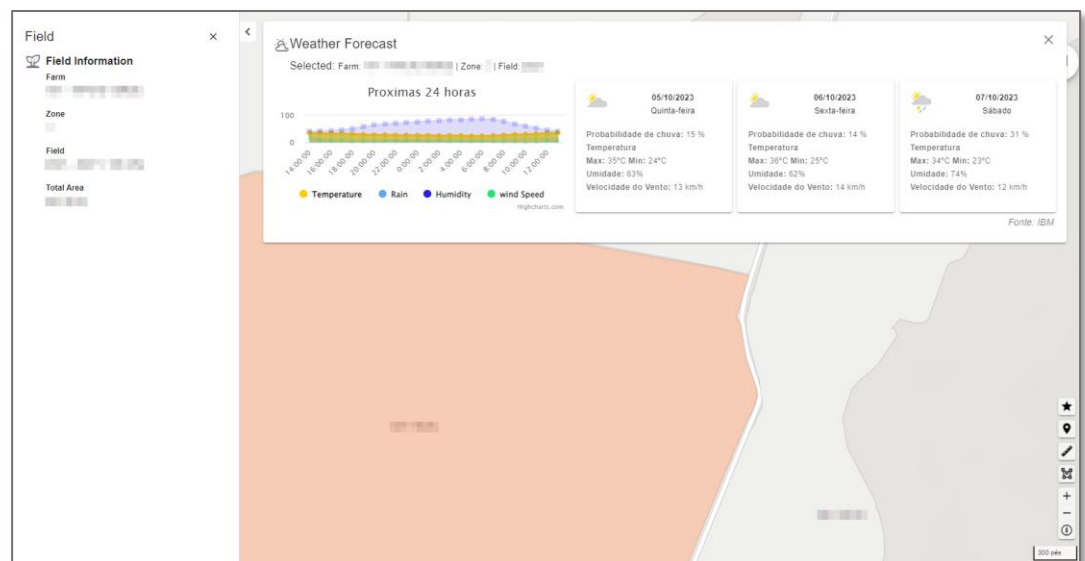 Field
Field Information
Farm
Zone
Field
Total Area
Weather Forecast
Selected: Farm: | Zone: | Field:
Proximas 24 horas
100
0
14:00:00
16:00:00
18:00:00
20:00:00
22:00:00
0:00:00
2:00:00
4:00:00
6:00:00
8:00:00
10:00:00
12:00:00
Temperature
Rain
Humidity
wind Speed
Highcharts.com
05/10/2023
Quinta-feira
Probabilidade de chuva: 15 %
Temperatura
Max: 35ºC Min: 24ºC
Umidade: 63%
Velocidade do Vento: 13 km/h
06/10/2023
Sexta-feira
Probabilidade de chuva: 14 %
Temperatura
Max: 36ºC Min: 25ºC
Umidade: 62%
Velocidade do Vento: 14 km/h
07/10/2023
Sábado
Probabilidade de chuva: 31 %
Temperatura
Max: 34ºC Min: 23ºC
Umidade: 74%
Velocidade do Vento: 12 km/h
Fonte: IBM
300 pés